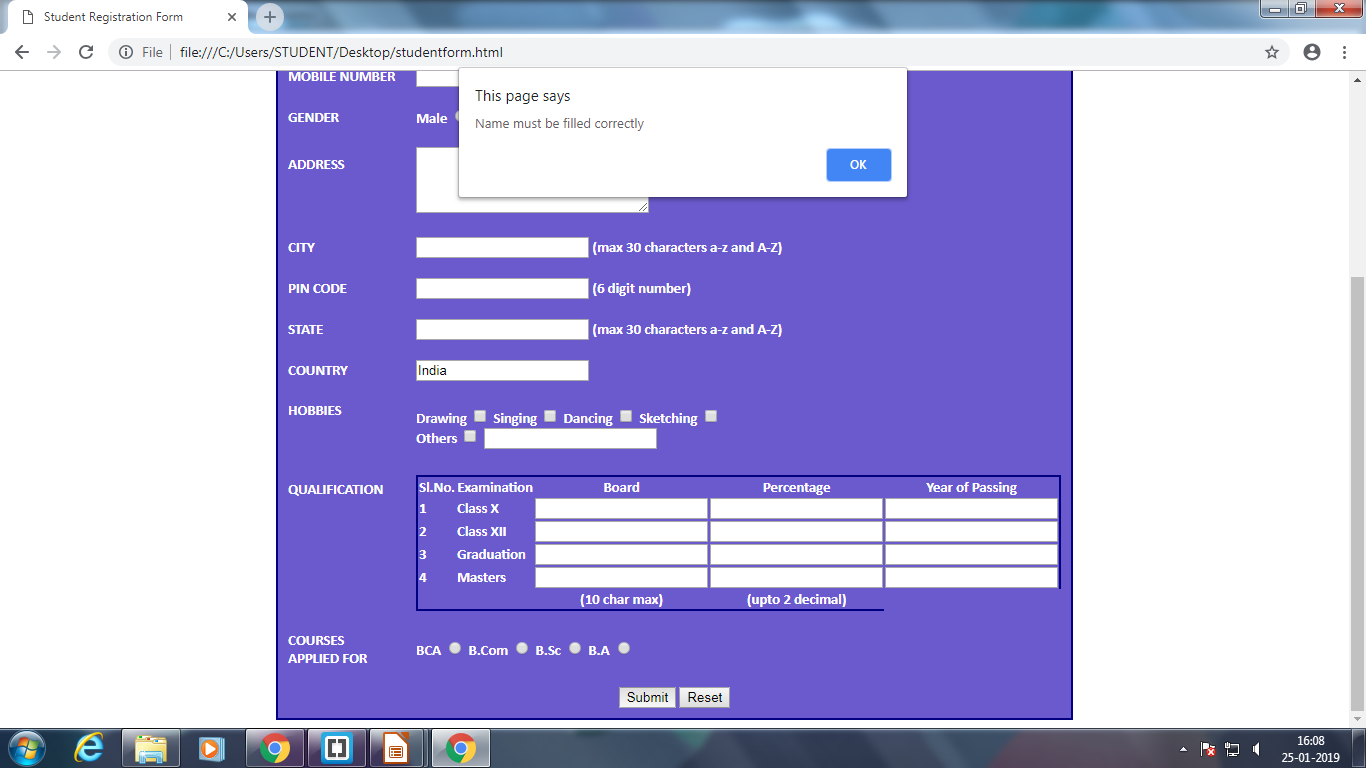 Student Registration Form
File
file:///C:/Users/STUDENT/Desktop/studentform.html
This page says
Name must be filled correctly
OK
MOBILE NUMBER
GENDER Male
ADDRESS
CITY (max 30 characters a-z and A-Z)
PIN CODE (6 digit number)
STATE (max 30 characters a-z and A-Z)
COUNTRY India
HOBBIES
Drawing Singing Dancing Sketching
Others
QUALIFICATION
Sl.No. Examination Board Percentage Year of Passing
1 Class X
2 Class XII
3 Graduation
4 Masters
(10 char max) (upto 2 decimal)
COURSES
APPLIED FOR
BCA B.Com B.Sc B.A
Submit Reset
16:08
25-01-2019